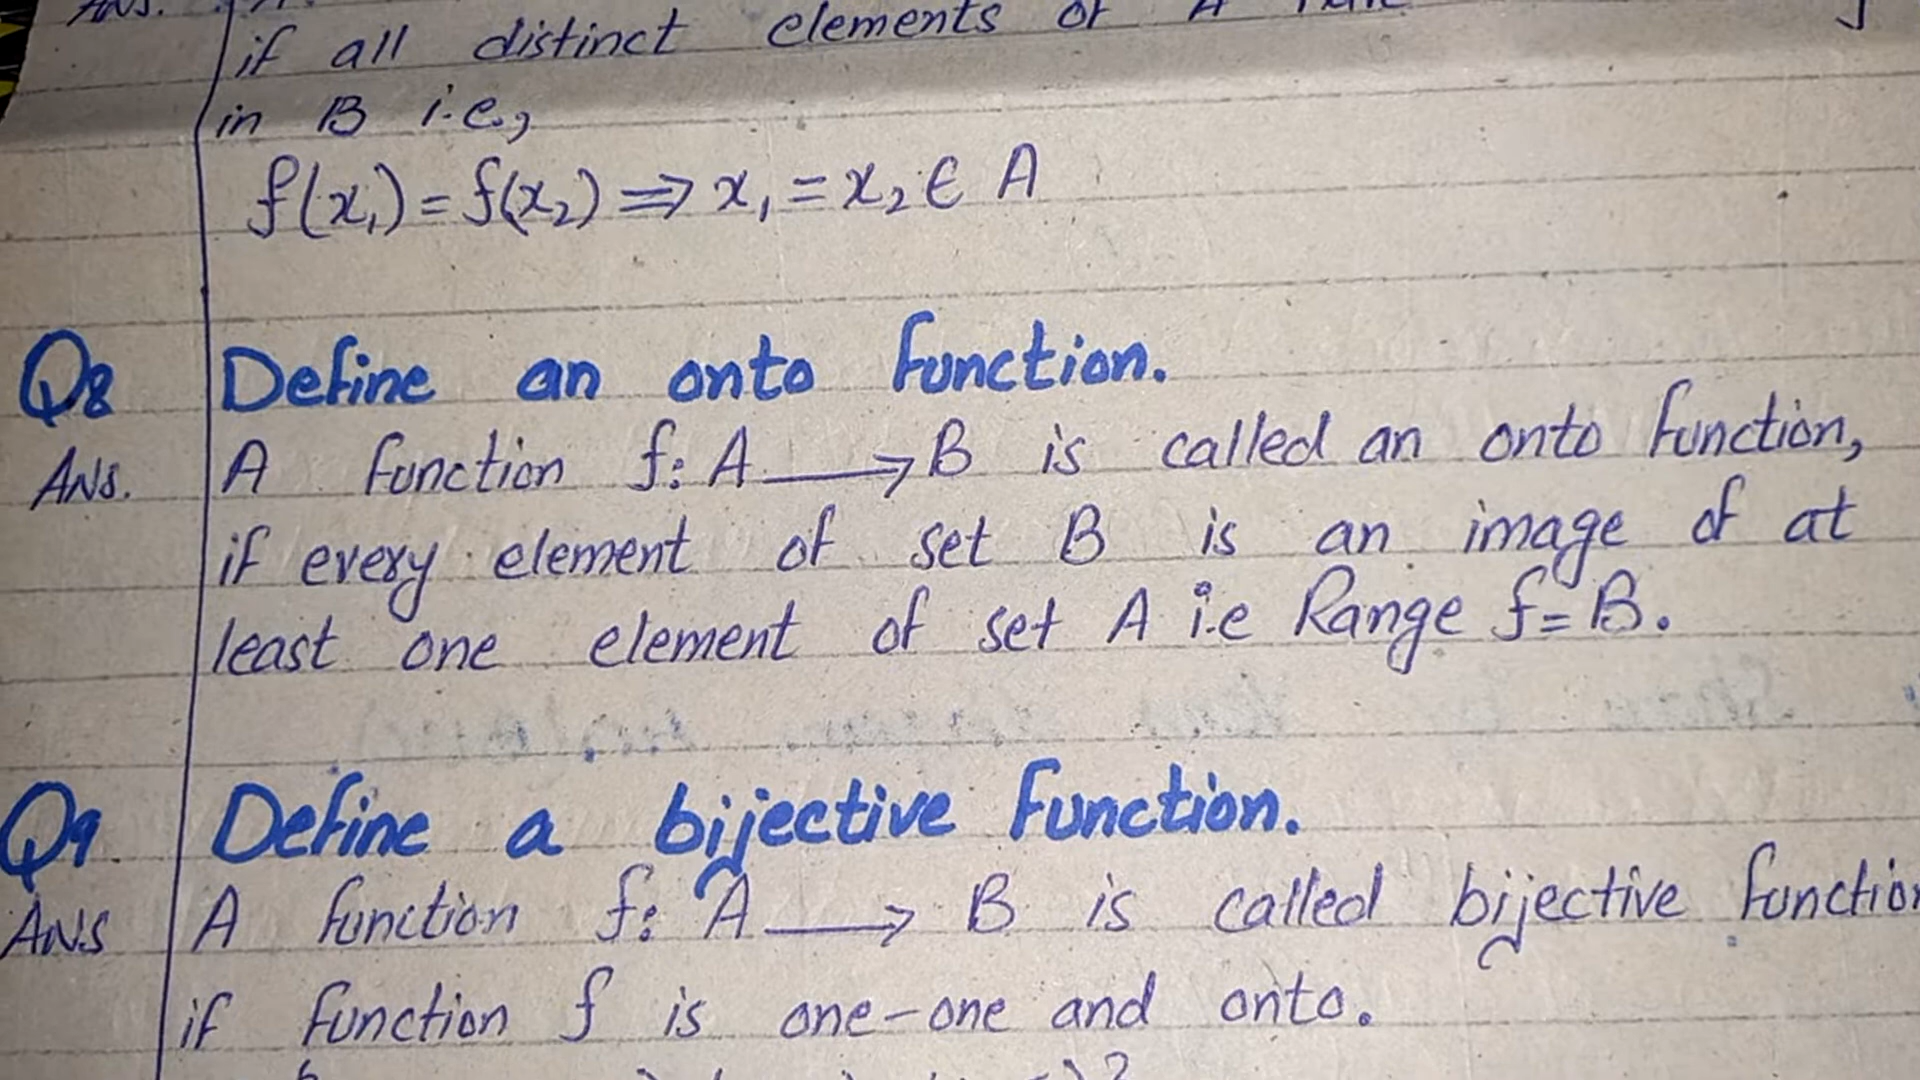 Ans.
if all distinct elements of A
in B i.e.,
f(x₁) = f(x₂) ⟹ x₁ = x₂ ∈ A
Q8 Define an onto function.
Ans. A function f: A ⟶ B is called an onto function,
if every element of set B is an image of at
least one element of set A i.e Range f = B.
Q9. Define a bijective function.
Ans A function f: A ⟶ B is called bijective function
if function f is one-one and onto.